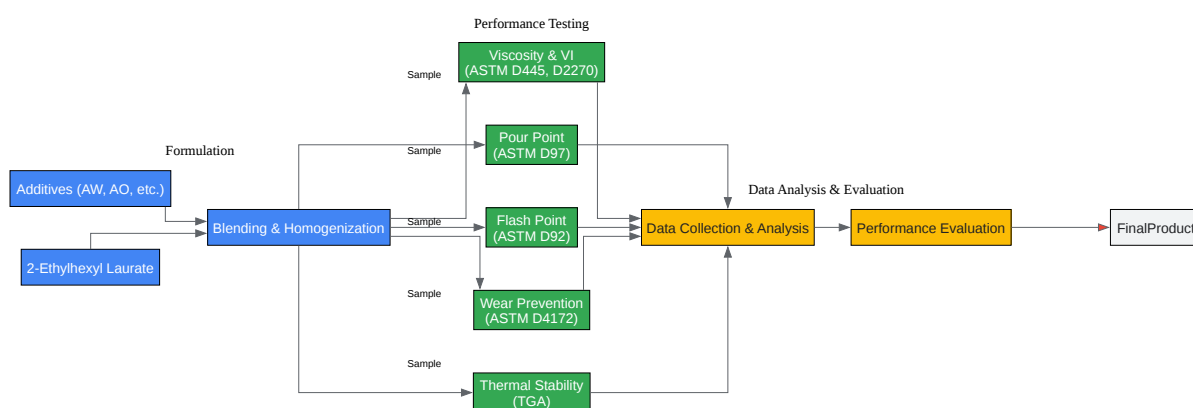 Performance Testing
Viscosity & VI
(ASTM D445, D2270)
Sample
Pour Point
(ASTM D97)
Sample
Formulation
Additives (AW, AO, etc.)
Data Analysis & Evaluation
Sample
Flash Point
(ASTM D92)
Blending & Homogenization
Data Collection & Analysis
Performance Evaluation
FinalProduct
2-Ethylhexyl Laurate
Sample
Wear Prevention
(ASTM D4172)
Sample
Thermal Stability
(TGA)